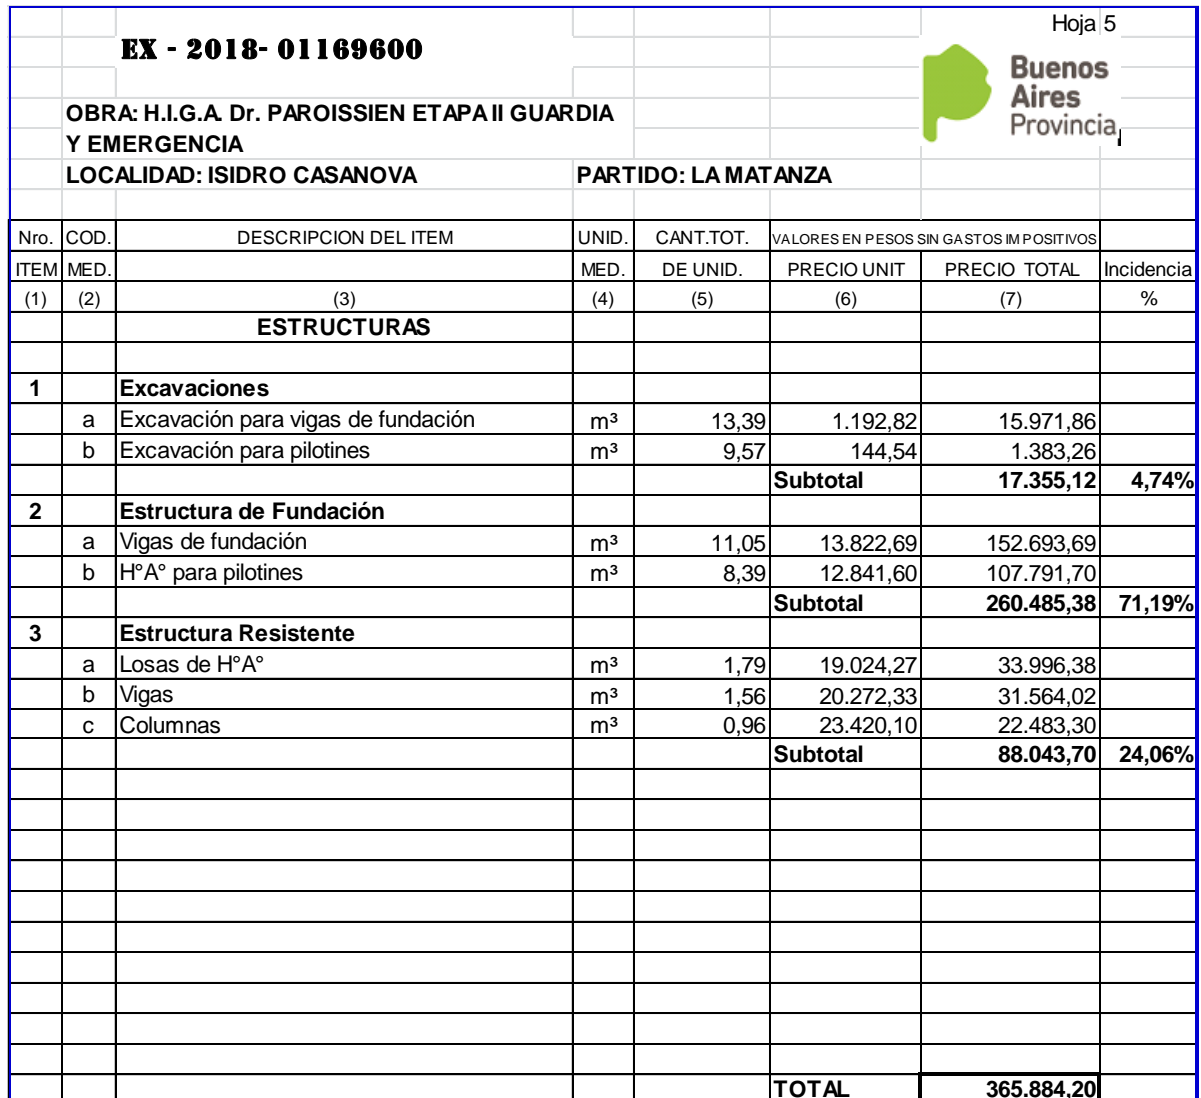 Hoja 5
EX - 2018- 01169600
Buenos
Aires
Provincia
OBRA: H.I.G.A. Dr. PAROISSIEN ETAPA II GUARDIA
Y EMERGENCIA
LOCALIDAD: ISIDRO CASANOVA PARTIDO: LA MATANZA
Nro. COD. DESCRIPCION DEL ITEM UNID. CANT.TOT. VALORES EN PESOS SIN GASTOS IMPOSITIVOS
ITEM MED. MED. DE UNID. PRECIO UNIT PRECIO TOTAL Incidencia
(1) (2) (3) (4) (5) (6) (7) %
ESTRUCTURAS
1 Excavaciones
a Excavación para vigas de fundación m³ 13,39 1.192,82 15.971,86
b Excavación para pilotines m³ 9,57 144,54 1.383,26
Subtotal 17.355,12 4,74%
2 Estructura de Fundación
a Vigas de fundación m³ 11,05 13.822,69 152.693,69
b H°A° para pilotines m³ 8,39 12.841,60 107.791,70
Subtotal 260.485,38 71,19%
3 Estructura Resistente
a Losas de H°A° m³ 1,79 19.024,27 33.996,38
b Vigas m³ 1,56 20.272,33 31.564,02
c Columnas m³ 0,96 23.420,10 22.483,30
Subtotal 88.043,70 24,06%
TOTAL 365.884,20